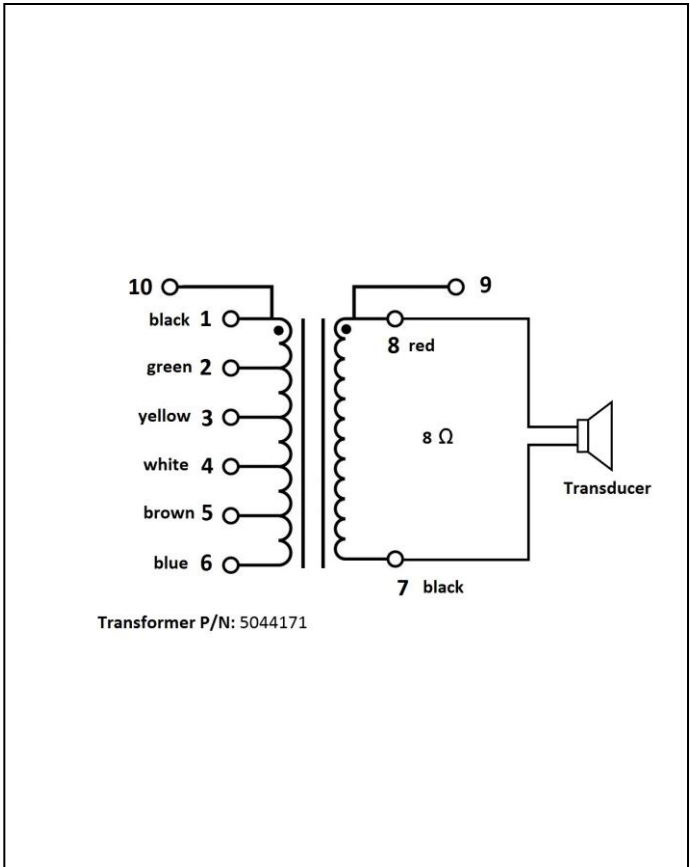 10
9
black 1
8 red
green 2
yellow 3
8 Ω
white 4
Transducer
brown 5
blue 6
7 black
Transformer P/N: 5044171